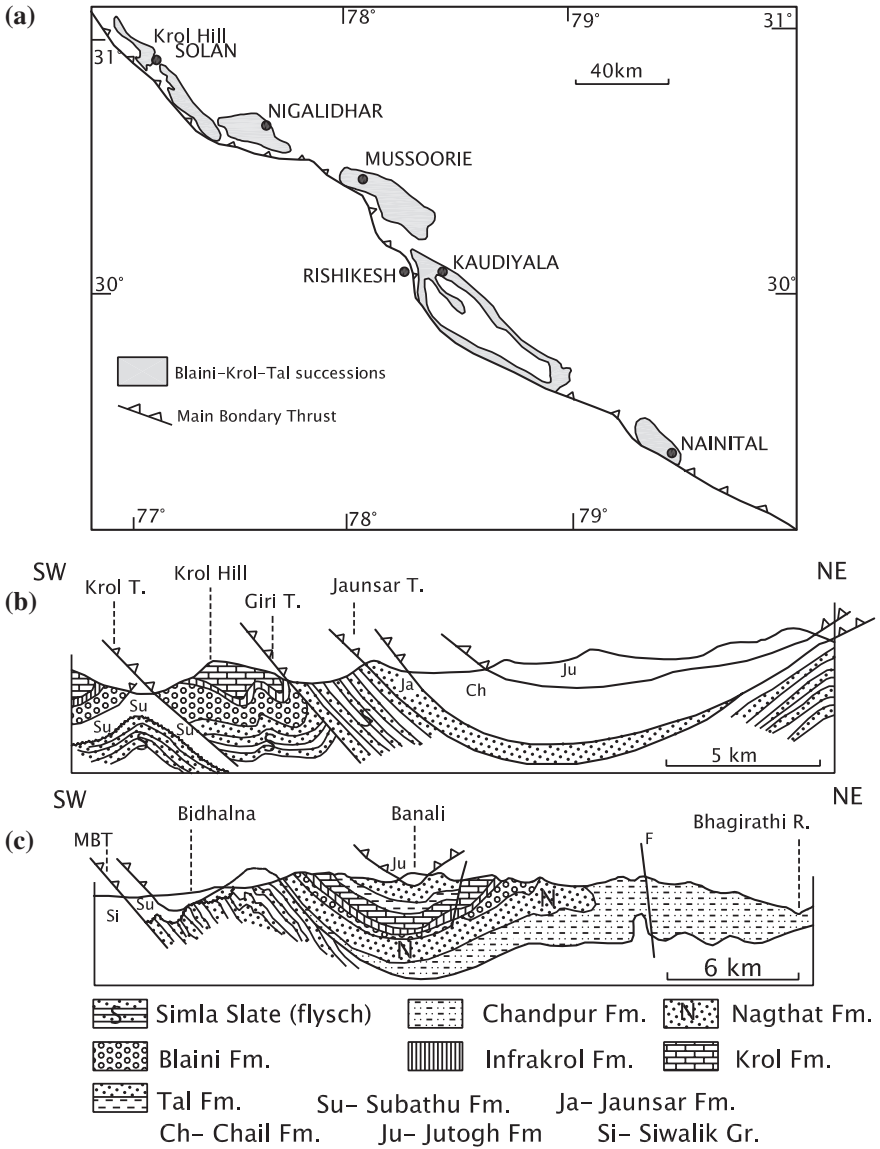 (a)
78° 79° 31°
31°
Krol Hill
SOLAN
40km
NIGALIDHAR
MUSSOORIE
RISHIKESH
KAUDIYALA
30° 30°
Blaini-Krol-Tal successions
Main Bondary Thrust
NAINITAL
77° 78° 79°
(b)
SW NE
Krol T.
Krol Hill
Giri T.
Jaunsar T.
Su
Su
Su
S
S
S
Ja
Ch
Ju
5 km
(c)
SW NE
MBT
Bidhalna
Banali
F
Bhagirathi R.
Si
Su
Ju
N
N
6 km
S Simla Slate (flysch) Chandpur Fm. N Nagthat Fm.
Blaini Fm. Infrakrol Fm. Krol Fm.
Tal Fm. Su- Subathu Fm. Ja- Jaunsar Fm.
Ch- Chail Fm. Ju- Jutogh Fm Si- Siwalik Gr.